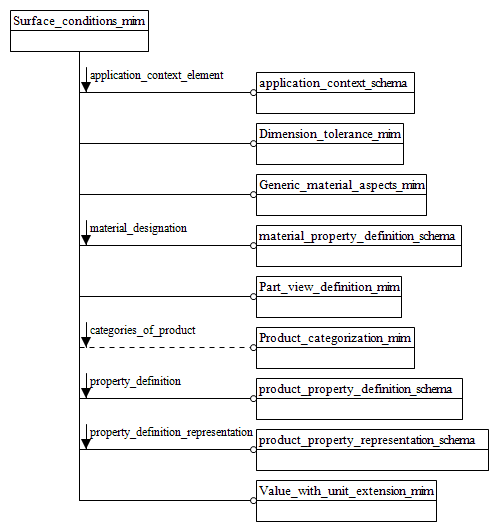 Surface_conditions_mim
application_context_element
application_context_schema
Dimension_tolerance_mim
Generic_material_aspects_mim
material_designation
material_property_definition_schema
Part_view_definition_mim
categories_of_product
Product_categorization_mim
property_definition
product_property_definition_schema
property_definition_representation
product_property_representation_schema
Value_with_unit_extension_mim